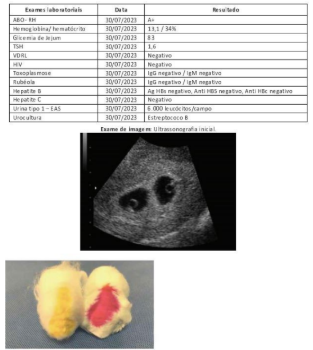 Exames laboratoriais Data Resultado
ABO- RH 30/07/2023 A+
Hemoglobina/ hematócrito 30/07/2023 13,1 / 34%
Glicemia de jejum 30/07/2023 83
TSH 30/07/2023 1,6
VDRL 30/07/2023 Negativo
HIV 30/07/2023 Negativo
Toxoplasmose 30/07/2023 IgG negativo / IgM negativo
Rubéola 30/07/2023 IgG negativo / IgM negativo
Hepatite B 30/07/2023 Ag HBs negativo, Anti HBS negativo, Anti HBc negativo
Hepatite C 30/07/2023 Negativo
Urina tipo 1 – EAS 30/07/2023 6 000 leucócitos/campo
Urocultura 30/07/2023 Estreptococo B
Exame de imagem: Ultrassonografia inicial.